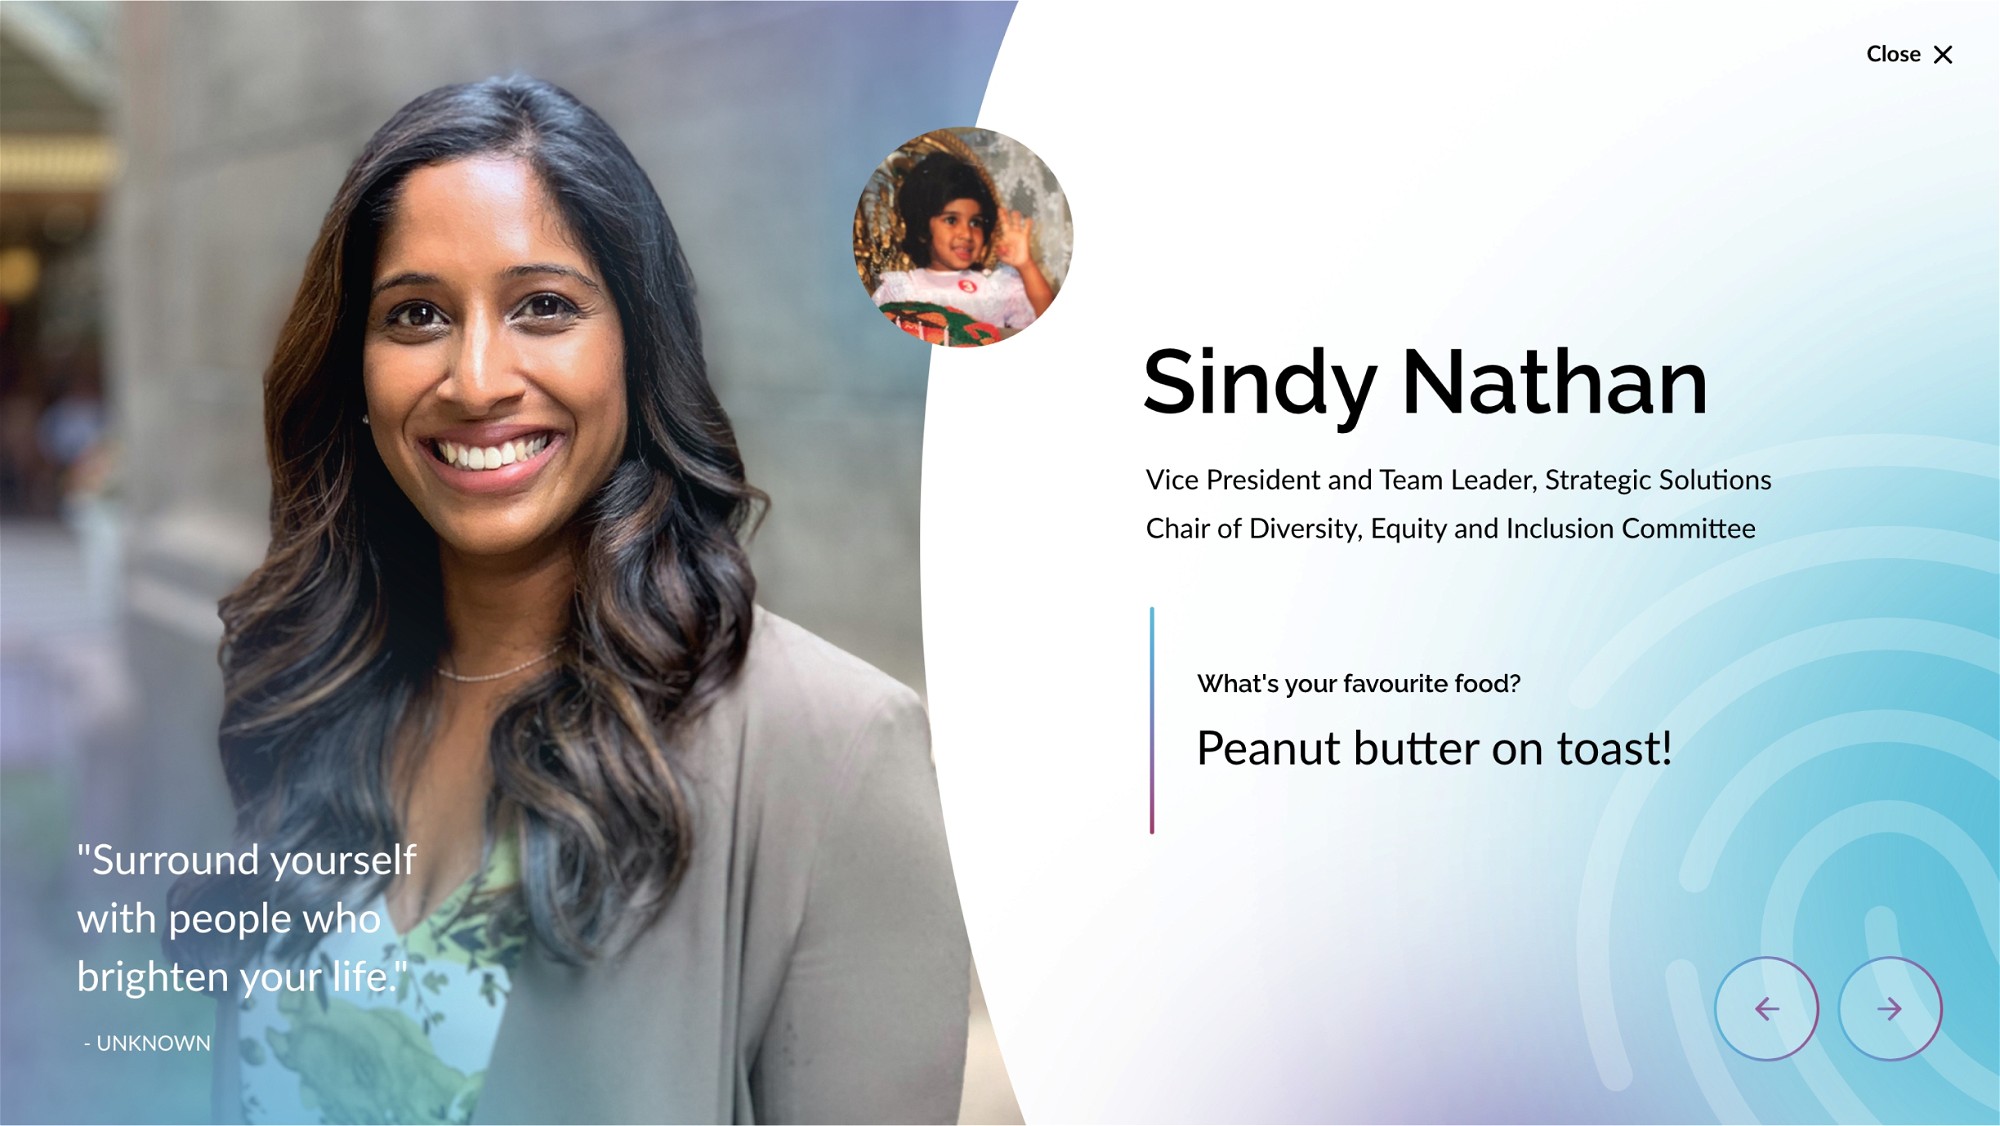 Close
Sindy Nathan
Vice President and Team Leader, Strategic Solutions
Chair of Diversity, Equity and Inclusion Committee
What's your favourite food?
Peanut butter on toast!
"Surround yourself
with people who
brighten your life."
- UNKNOWN